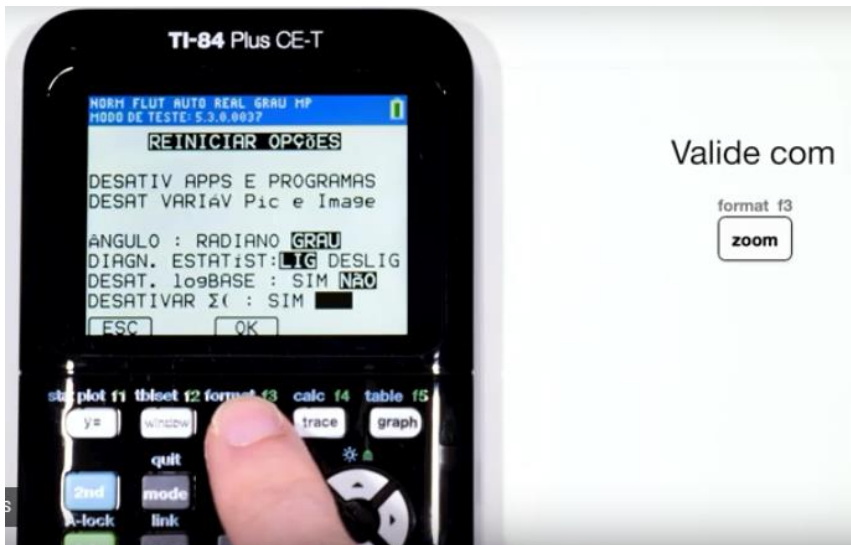 TI-84 Plus CE-T
NORM FLUT AUTO REAL GRAU MP
MODO DE TESTE: 5.3.0.0037
REINICIAR OPÇõES
DESATIV APPS E PROGRAMAS
DESAT VARIÁV Pic e Image
ÂNGULO : RADIANO GRAU
DIAGN. ESTATíST:LIG DESLIG
DESAT. logBASE : SIM NÃO
DESATIVAR Σ( : SIM
ESC OK
Valide com
format f3
zoom
plot f1 tblset f2 format f3 calc f4 table f5
y= window trace graph
quit
2nd mode
A-lock link
S